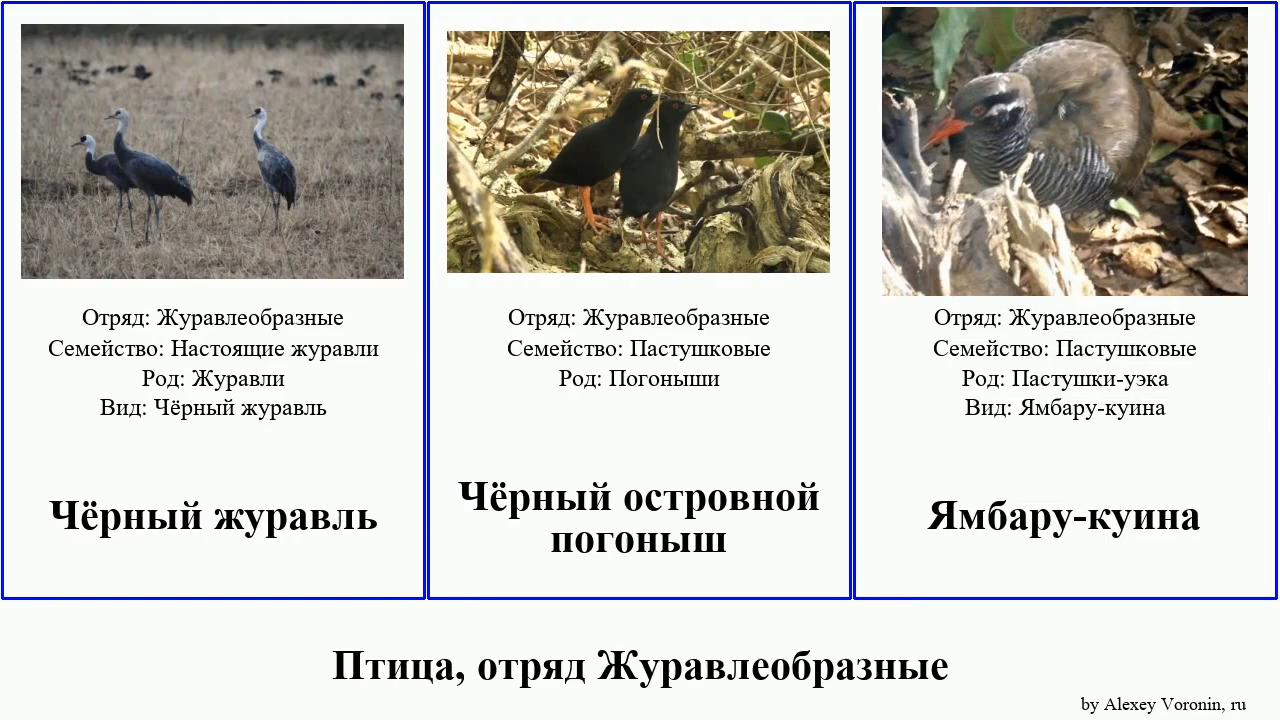 Отряд: Журавлеобразные
Семейство: Настоящие журавли
Род: Журавли
Вид: Чёрный журавль
Чёрный журавль
Отряд: Журавлеобразные
Семейство: Пастушковые
Род: Погоныши
Чёрный островной
погоныш
Отряд: Журавлеобразные
Семейство: Пастушковые
Род: Пастушки-уэка
Вид: Ямбару-куина
Ямбару-куина
Птица, отряд Журавлеобразные
by Alexey Voronin, ru